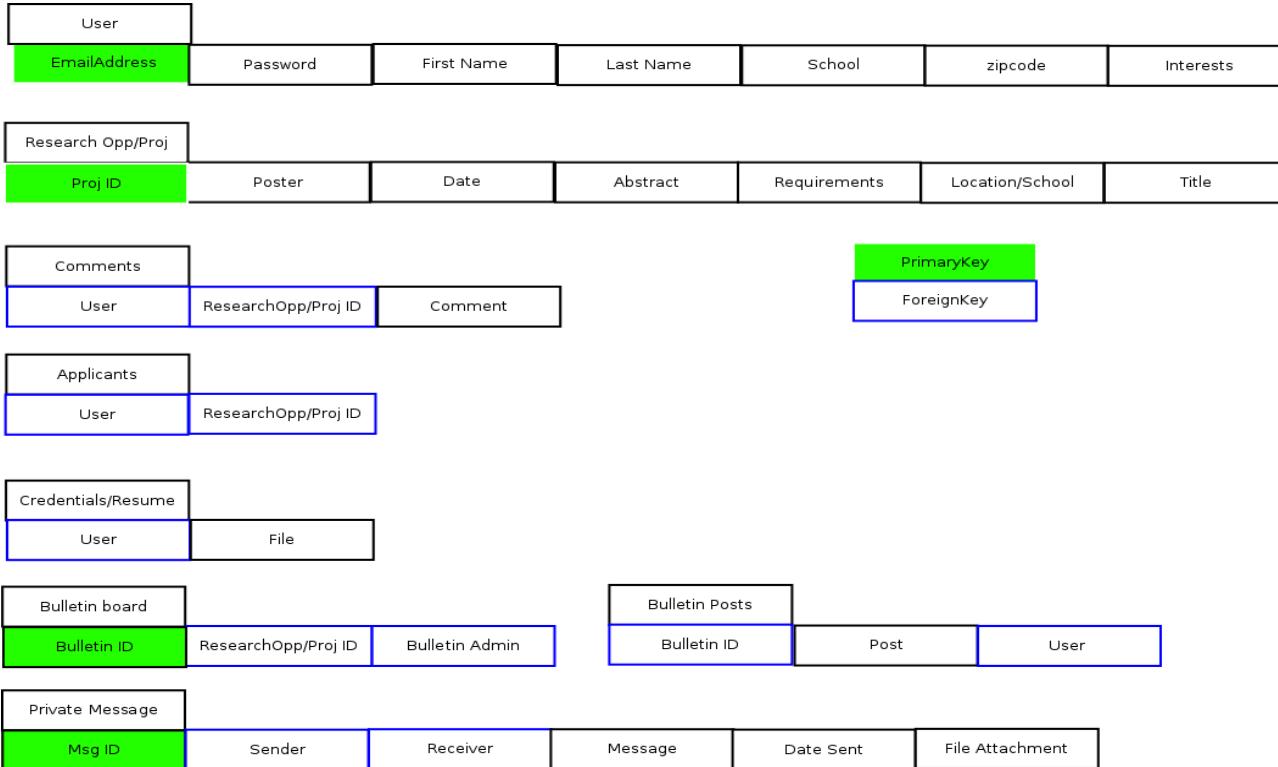 User
EmailAddress Password First Name Last Name School zipcode Interests
Research Opp/Proj
Proj ID Poster Date Abstract Requirements Location/School Title
Comments
User ResearchOpp/Proj ID Comment
PrimaryKey
ForeignKey
Applicants
User ResearchOpp/Proj ID
Credentials/Resume
User File
Bulletin board
Bulletin ID ResearchOpp/Proj ID Bulletin Admin
Bulletin Posts
Bulletin ID Post User
Private Message
Msg ID Sender Receiver Message Date Sent File Attachment